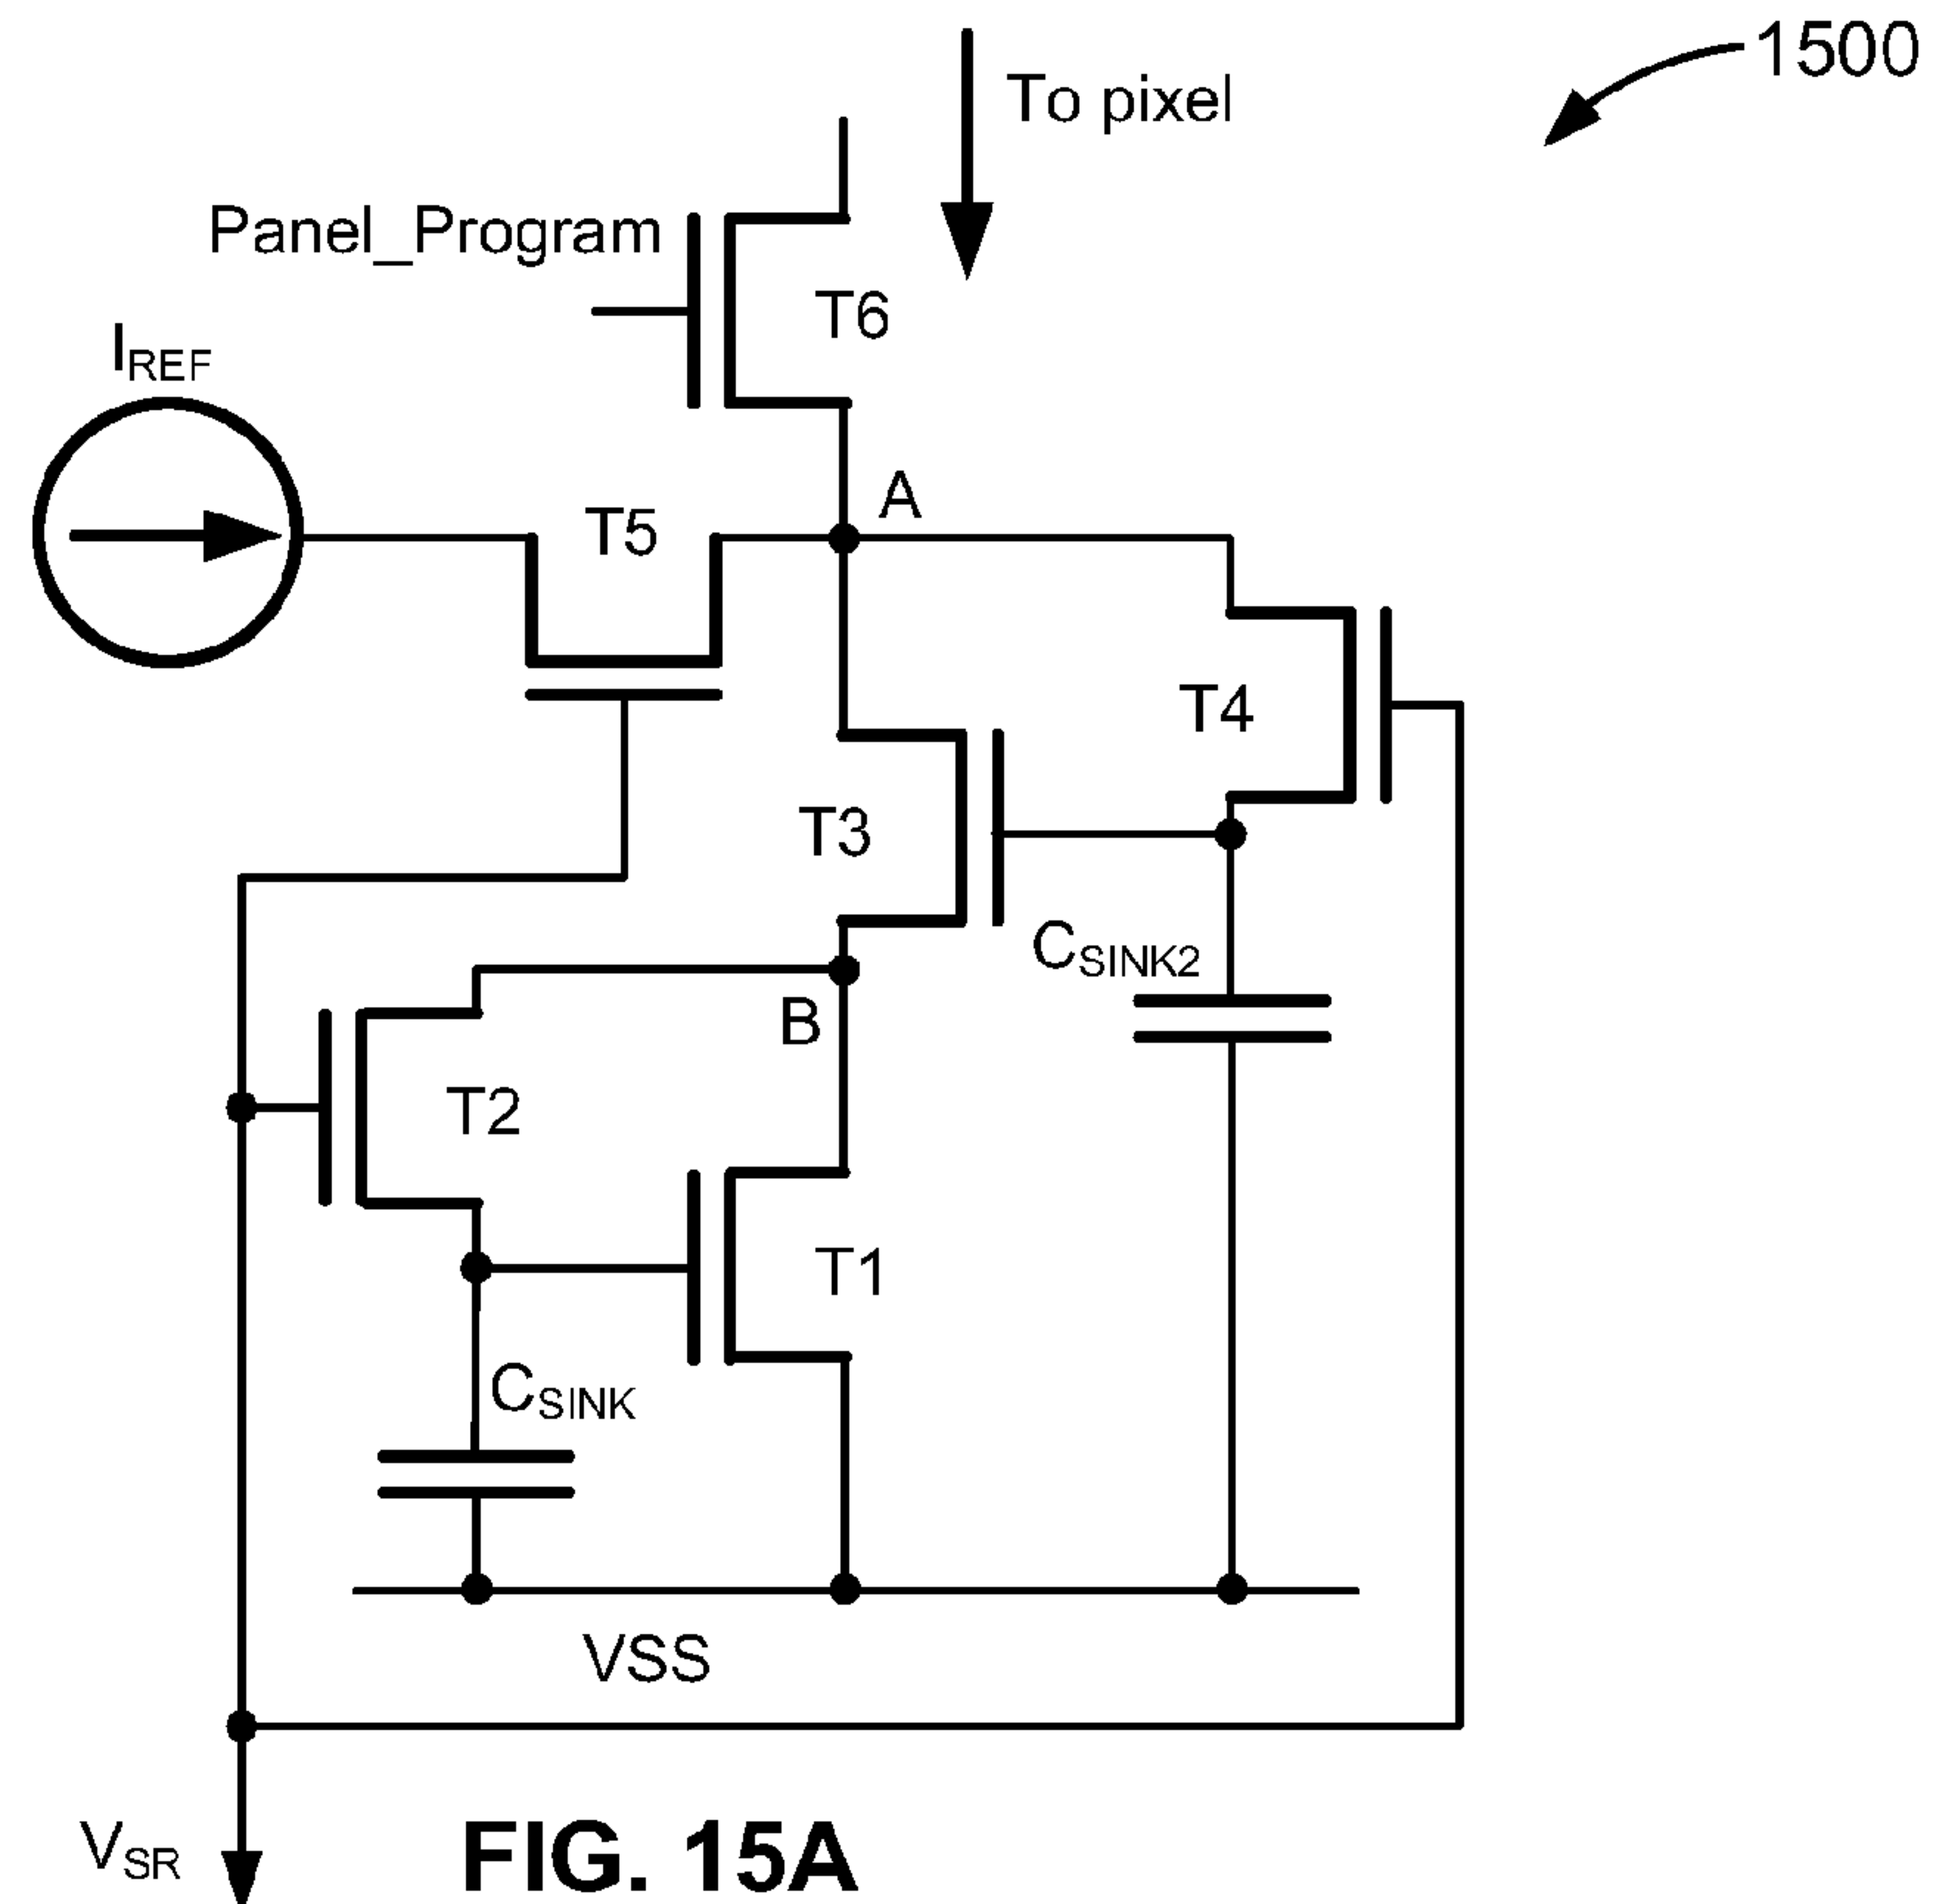 1500
To pixel
Panel_Program
T6
IREF
A
T5
T4
T3
CSINK2
B
T2
T1
CSINK
VSS
VSR
FIG. 15A